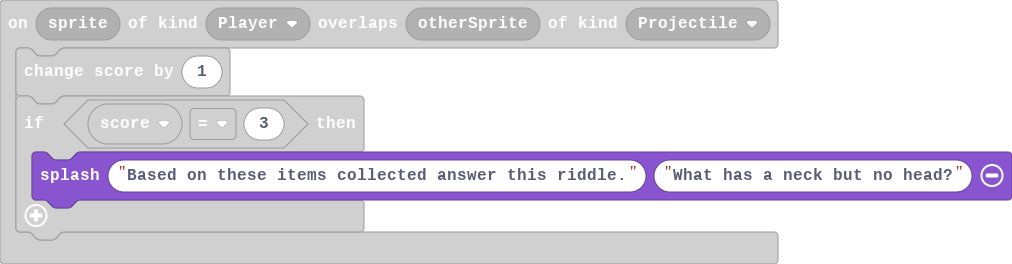 on sprite of kind Player overlaps otherSprite of kind Projectile
change score by 1
if score = 3 then
splash "Based on these items collected answer this riddle." "What has a neck but no head?"